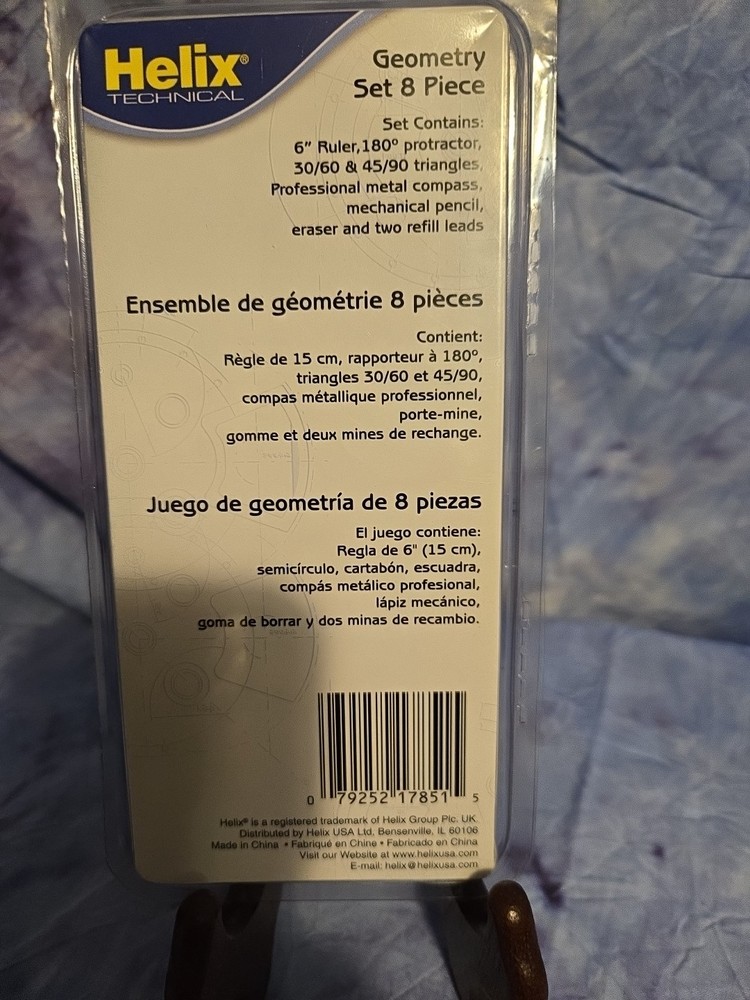 Helix®
TECHNICAL
Geometry
Set 8 Piece
Set Contains:
6” Ruler,180º protractor,
30/60 & 45/90 triangles,
Professional metal compass,
mechanical pencil,
eraser and two refill leads
Ensemble de géométrie 8 pièces
Contient:
Règle de 15 cm, rapporteur à 180º,
triangles 30/60 et 45/90,
compas métallique professionnel,
porte-mine,
gomme et deux mines de rechange.
Juego de geometría de 8 piezas
El juego contiene:
Regla de 6" (15 cm),
semicírculo, cartabón, escuadra,
compás metálico profesional,
lápiz mecánico,
goma de borrar y dos minas de recambio.
0 79252 17851 5
Helix® is a registered trademark of Helix Group Plc. UK.
Distributed by Helix USA Ltd, Bensenville, IL 60106
Made in China • Fabriqué en Chine • Fabricado en China
Visit our Website at www.helixusa.com
E-mail: helix@helixusa.com